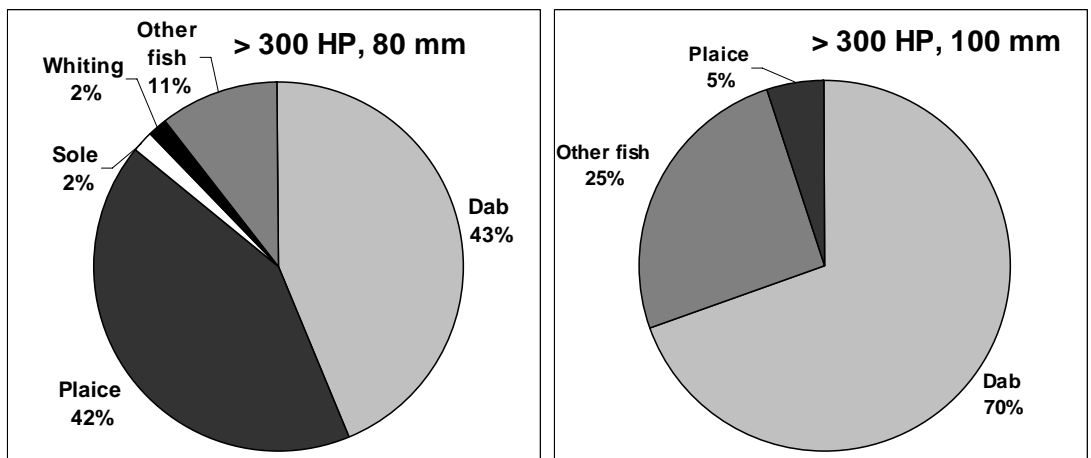 > 300 HP, 80 mm
Other
fish
11%
Whiting
2%
Sole
2%
Dab
43%
Plaice
42%
> 300 HP, 100 mm
Plaice
5%
Other fish
25%
Dab
70%